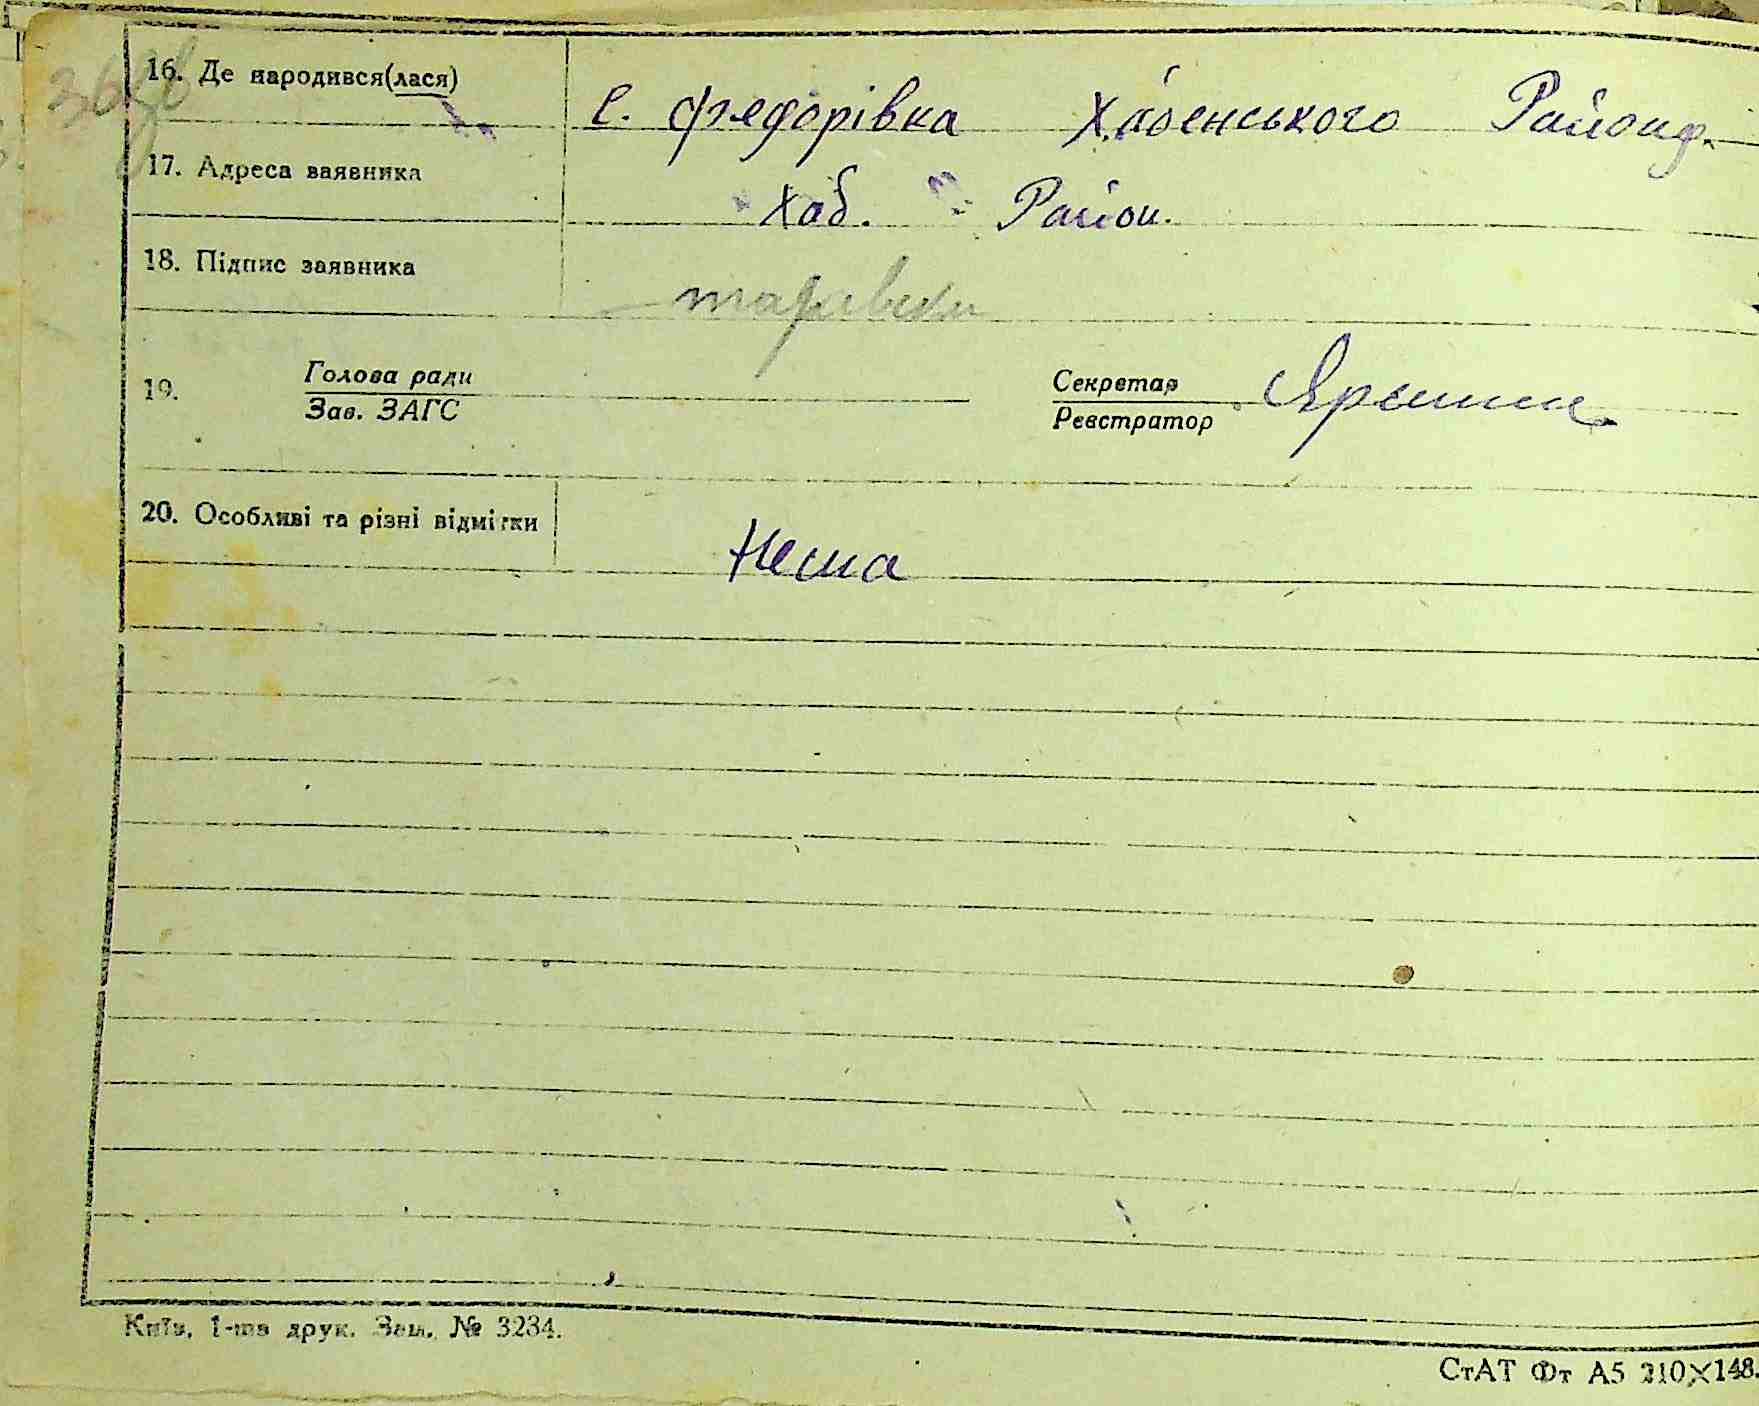 16. Де народився(лася) с. Федорівка Хабенського Району.
17. Адреса заявника " Хаб. " Район.
18. Підпис заявника
19. Голова ради Секретар
Зав. ЗАГС Реєстратор
20. Особливі та різні відмітки Нема
Київ, 1-ша друк. Зам. № 3234.
СтАТ Фт А5 210×148.